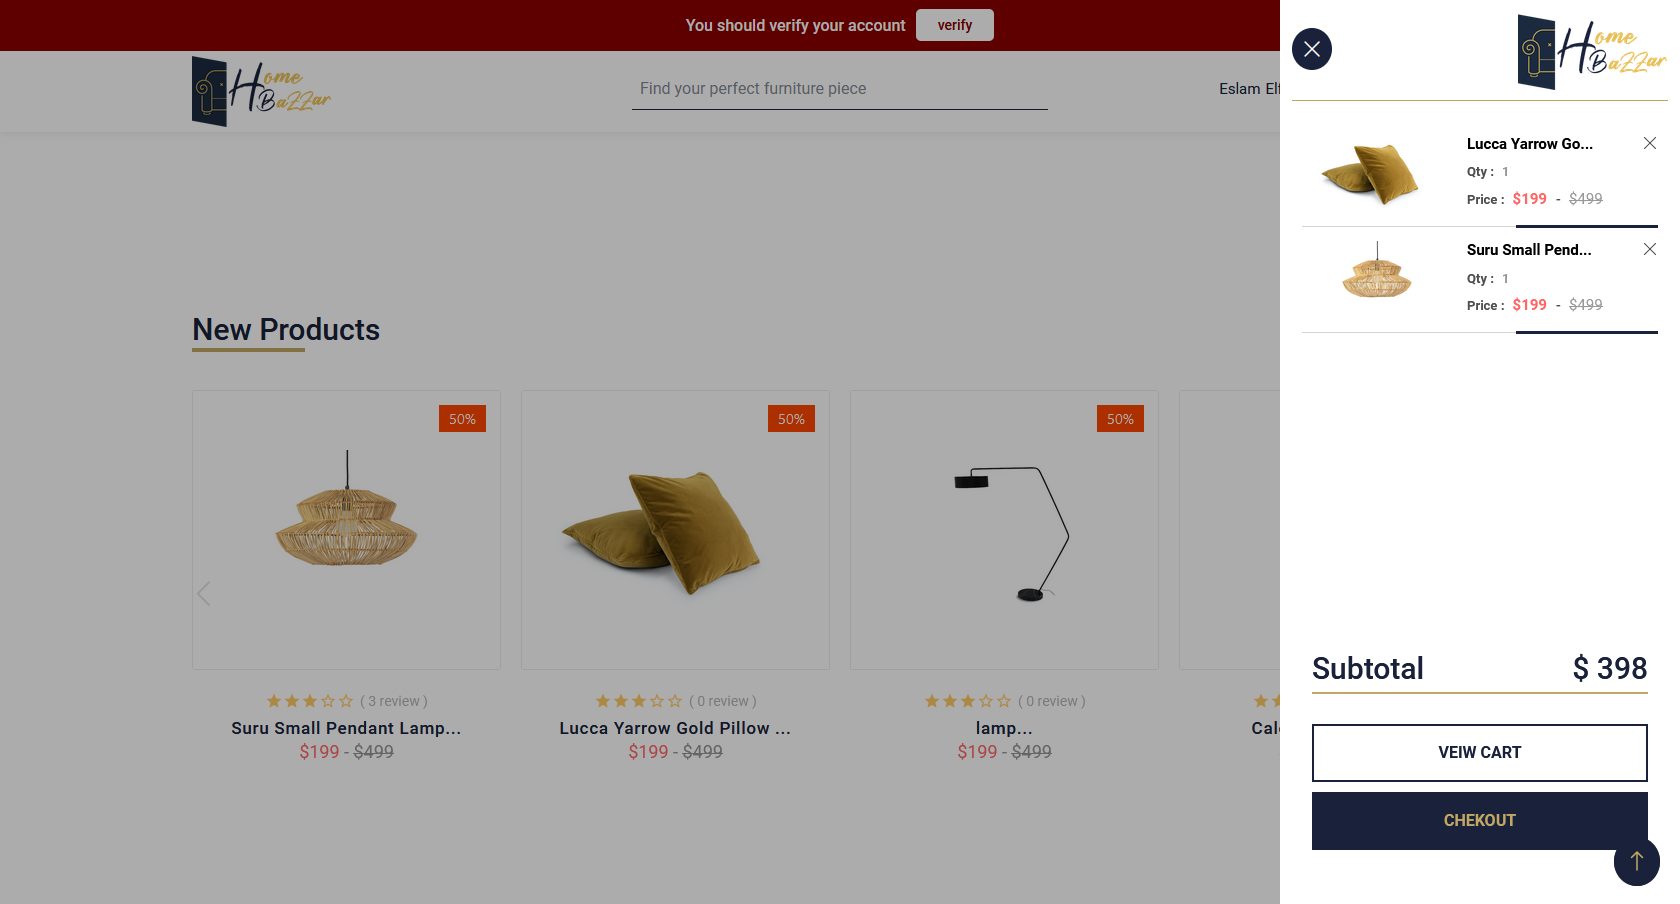 You should verify your account
verify
Home
BaZZar
Find your perfect furniture piece
Eslam
New Products
50%
50%
50%
( 3 review )
( 0 review )
( 0 review )
Suru Small Pendant Lamp...
Lucca Yarrow Gold Pillow ...
lamp...
$199 - $499
$199 - $499
$199 - $499
Home
BaZZar
Lucca Yarrow Go...
Qty : 1
Price : $199 - $499
Suru Small Pend...
Qty : 1
Price : $199 - $499
Subtotal $ 398
VEIW CART
CHEKOUT